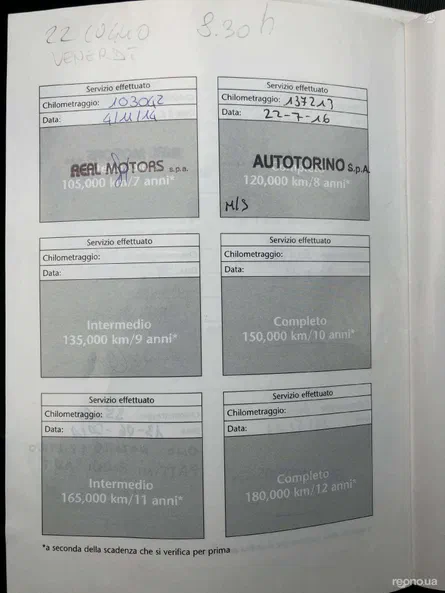 22 LUGLIO 8.30 h
VENERDÌ
Servizio effettuato
Chilometraggio: 103042
Data: 4/11/14
REAL MOTORS s.p.a.
105,000 km/7 anni*
Servizio effettuato
Chilometraggio: 137213
Data: 22-7-16
AUTOTORINO S.p.A.
120,000 km/8 anni*
M/S
Servizio effettuato
Chilometraggio:
Data:
Intermedio
135,000 km/9 anni*
Servizio effettuato
Chilometraggio:
Data:
Completo
150,000 km/10 anni*
Servizio effettuato
Chilometraggio:
Data:
Intermedio
165,000 km/11 anni*
Servizio effettuato
Chilometraggio:
Data:
Completo
180,000 km/12 anni*
*a seconda della scadenza che si verifica per prima
reono.ua